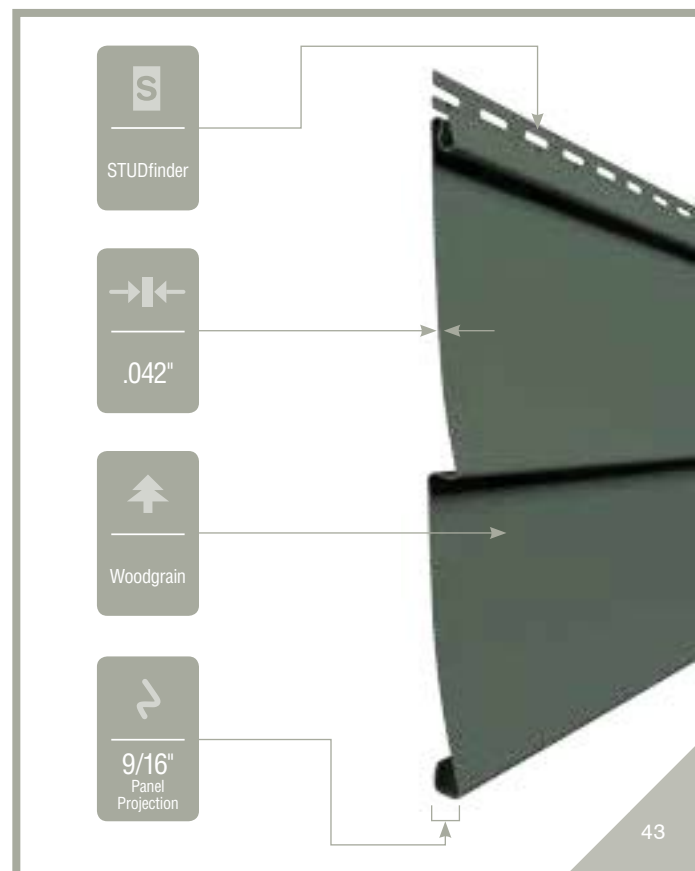 S
STUDfinder
.042"
Woodgrain
9/16"
Panel
Projection
43